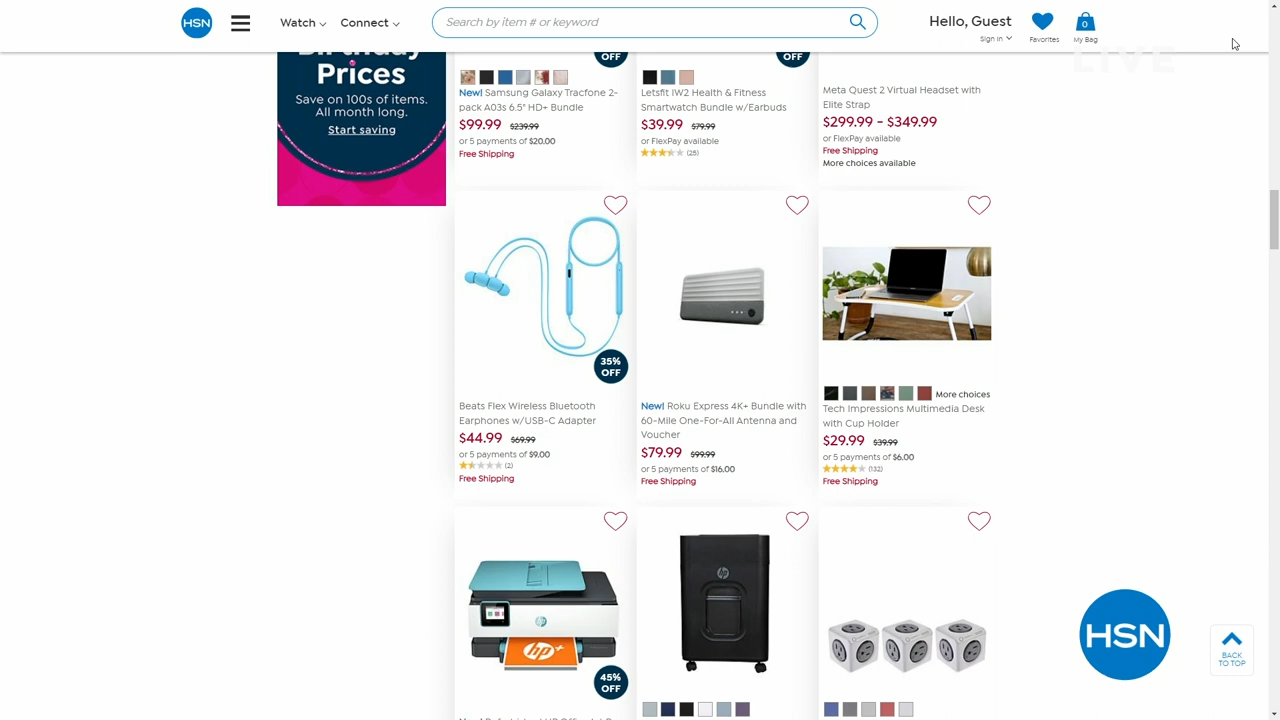 HSN
Watch
Connect
Search by item # or keyword
Hello, Guest
Sign In
Favorites
0
My Bag
LIVE
Birthday
Prices
Save on 100s of items.
All month long.
Start saving
OFF
New! Samsung Galaxy Tracfone 2-
pack A03s 6.5" HD+ Bundle
$99.99 $239.99
or 5 payments of $20.00
Free Shipping
OFF
Letsfit IW2 Health & Fitness
Smartwatch Bundle w/Earbuds
$39.99 $79.99
or FlexPay available
(25)
Meta Quest 2 Virtual Headset with
Elite Strap
$299.99 - $349.99
or FlexPay available
Free Shipping
More choices available
35%
OFF
Beats Flex Wireless Bluetooth
Earphones w/USB-C Adapter
$44.99 $69.99
or 5 payments of $9.00
(2)
Free Shipping
New! Roku Express 4K+ Bundle with
60-Mile One-For-All Antenna and
Voucher
$79.99 $99.99
or 5 payments of $16.00
Free Shipping
More choices
Tech Impressions Multimedia Desk
with Cup Holder
$29.99 $39.99
or 5 payments of $6.00
(132)
Free Shipping
hp
hp+
45%
OFF
hp
HSN
BACK
TO TOP